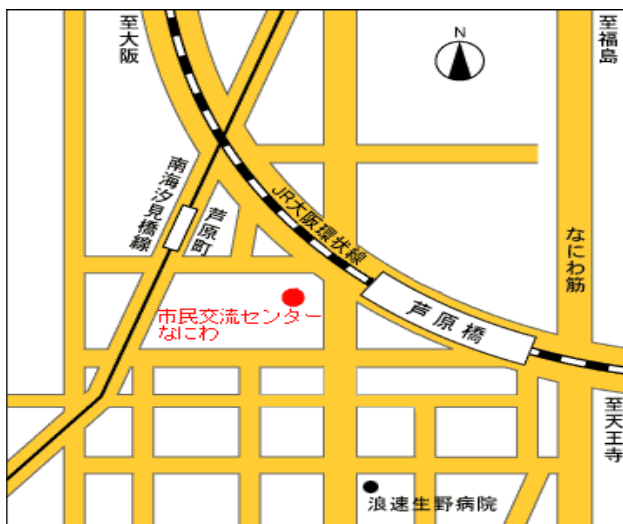 至大阪
至福島
N
南海汐見橋線
芦原町
JR大阪環状線
なにわ筋
芦原橋
市民交流センター
なにわ
至天王寺
浪速生野病院